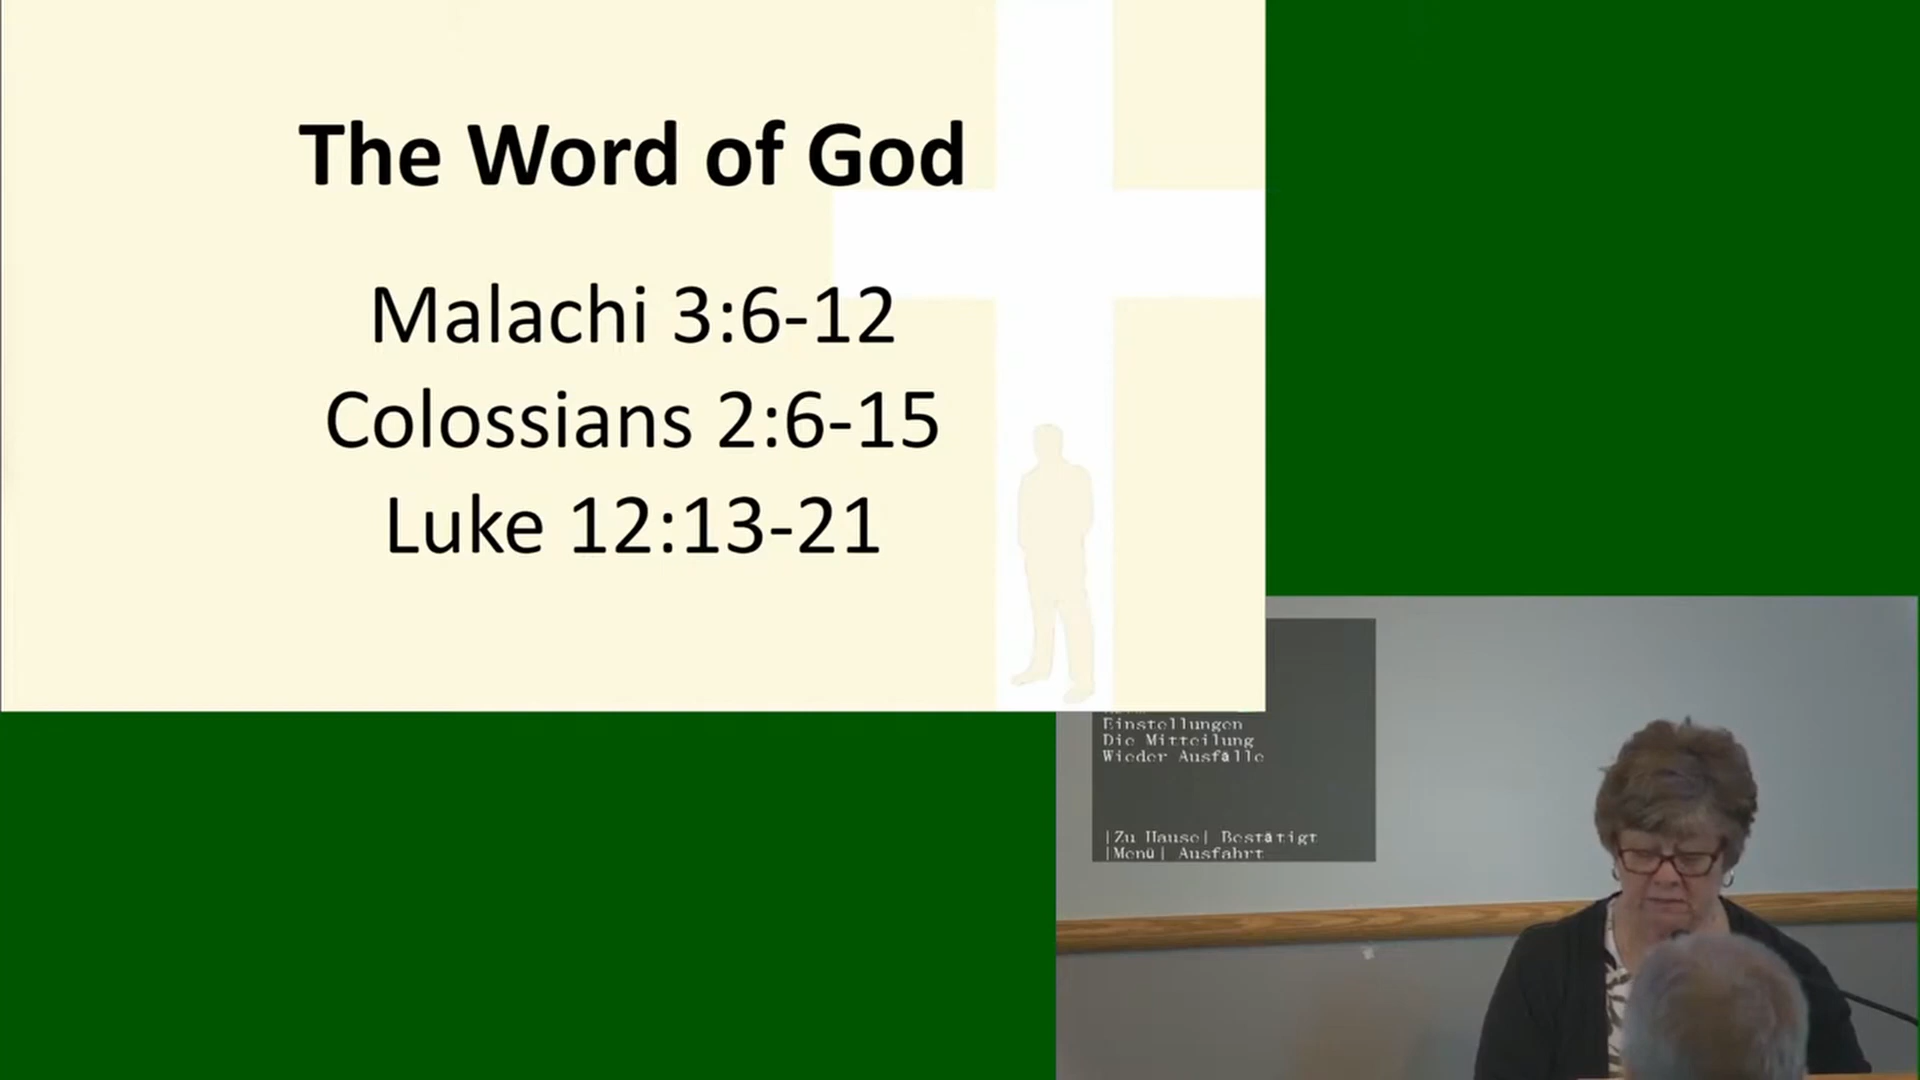 The Word of God
Malachi 3:6-12
Colossians 2:6-15
Luke 12:13-21
Einstellungen
Die Mitteilung
Wieder Ausfälle
|Zu Hause| Bestätigt
|Menü| Ausfahrt